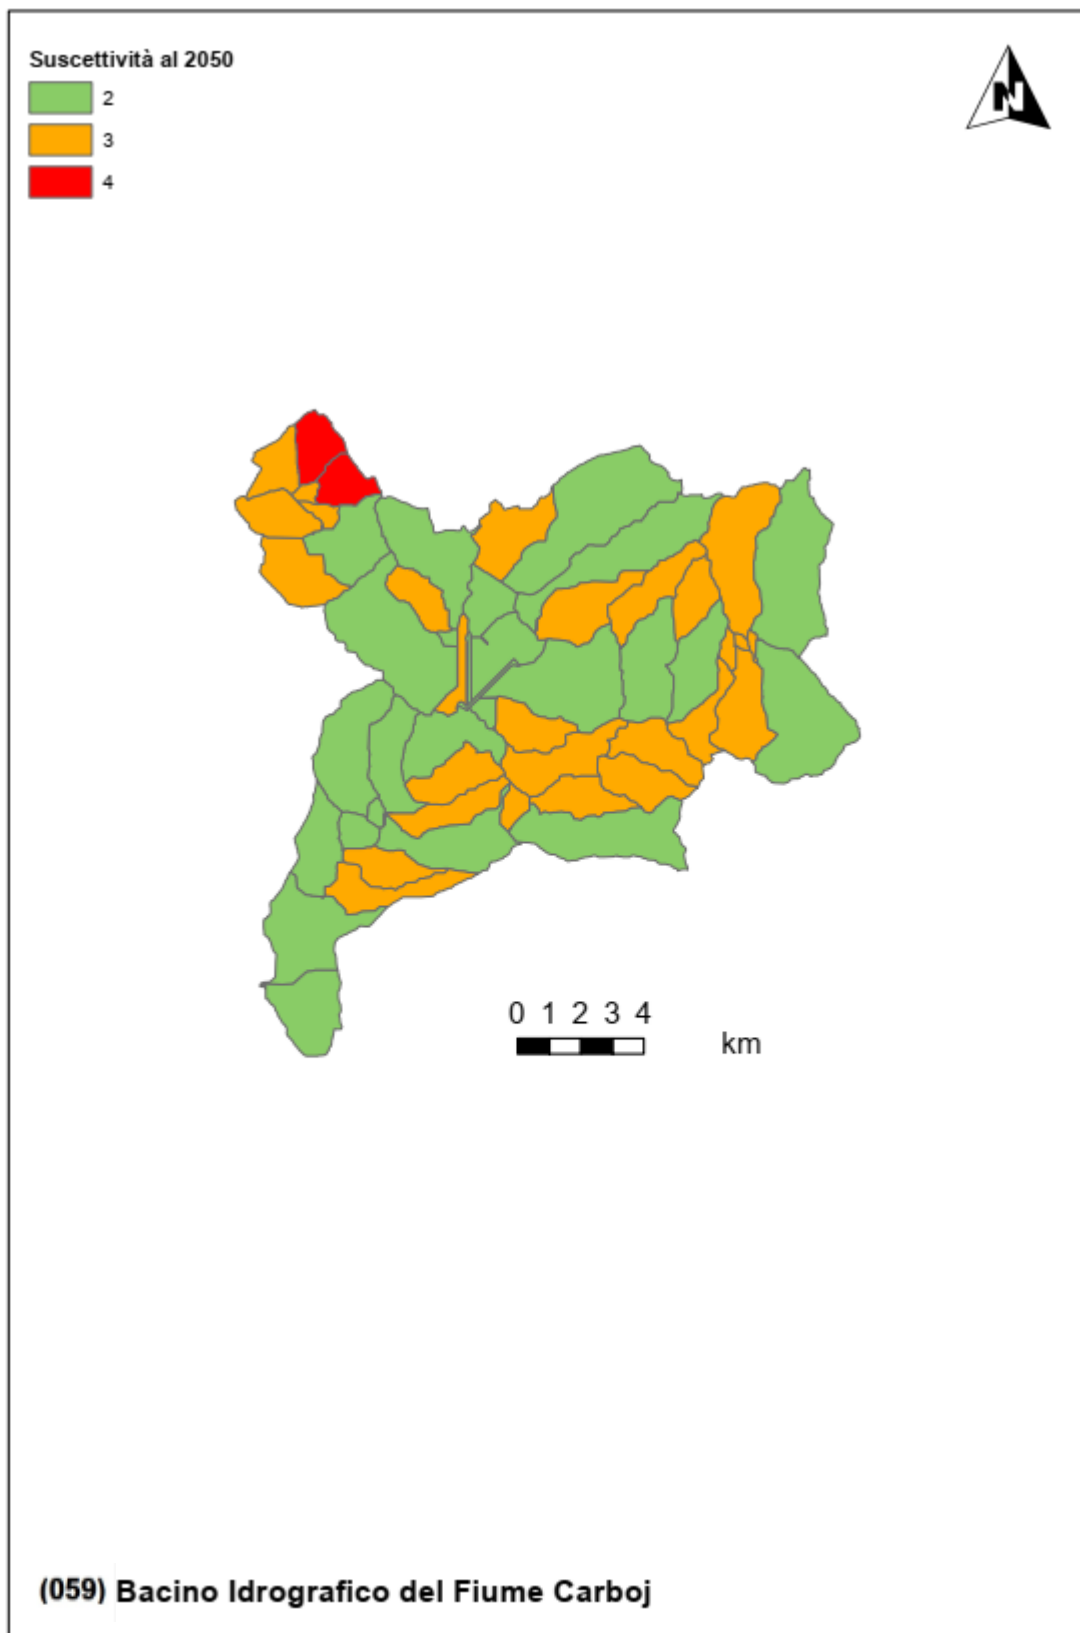 Suscettività al 2050
2
3
4
N
0 1 2 3 4
km
(059) Bacino Idrografico del Fiume Carboj